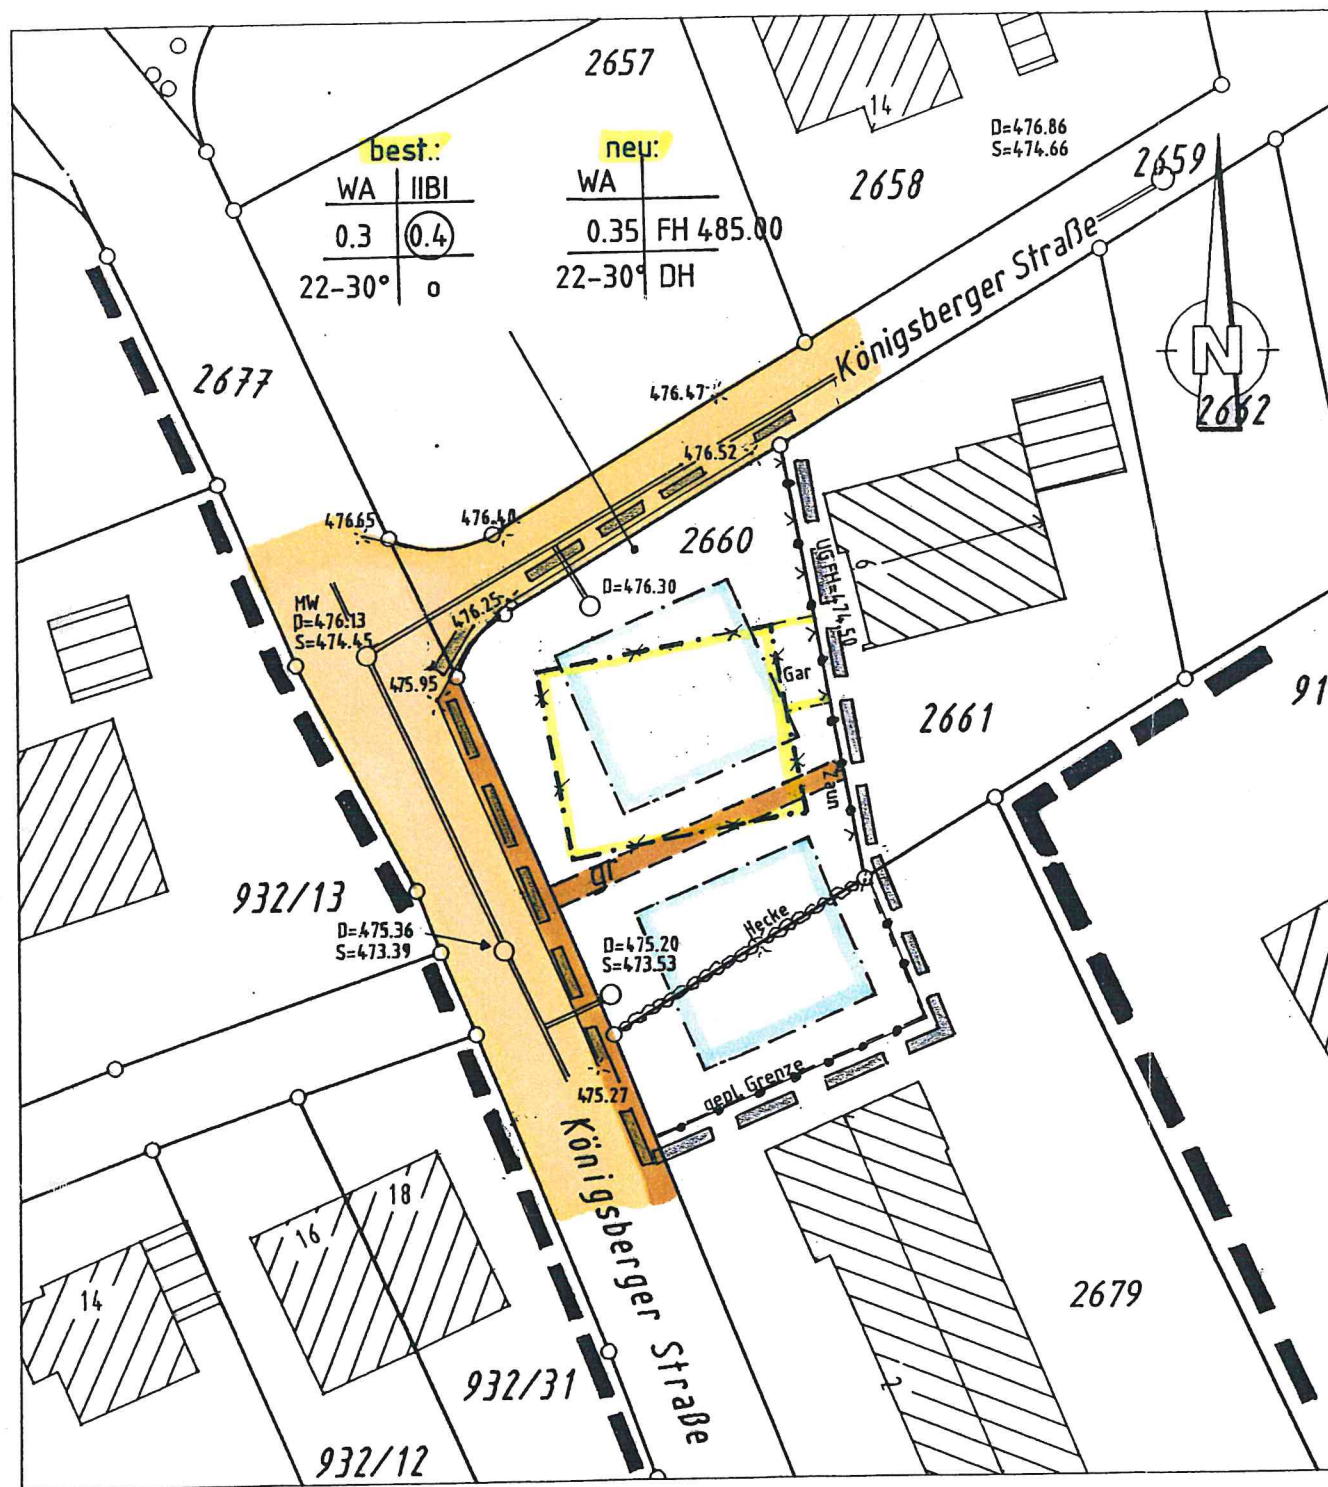 2657
14
D=476.86
S=474.66
2659
2658
best.:
WA IIBI
0.3 0.4
22-30° o
neu:
WA
0.35 FH 485.00
22-30° DH
Königsberger Straße
N
2662
2677
476.47
476.52
476.65
476.40
2660
D=476.30
6
UG.FH=474.50
MW
D=476.13
S=474.45
476.25
475.95
Gar
2661
91
Zaun
gr
932/13
D=475.36
S=473.39
Hecke
D=475.20
S=473.53
gepl. Grenze
475.27
Königsberger Straße
18
16
14
2679
2
932/31
932/12